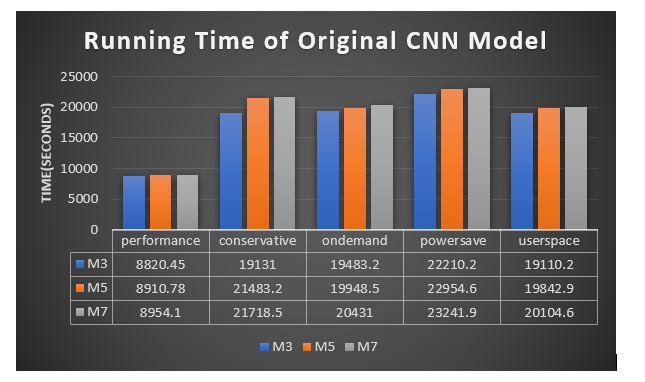 Running Time of Original CNN Model
25000
20000
15000
10000
5000
0
TIME(SECONDS)
performance conservative ondemand powersave userspace
M3 8820.45 19131 19483.2 22210.2 19110.2
M5 8910.78 21483.2 19948.5 22954.6 19842.9
M7 8954.1 21718.5 20431 23241.9 20104.6
M3 M5 M7